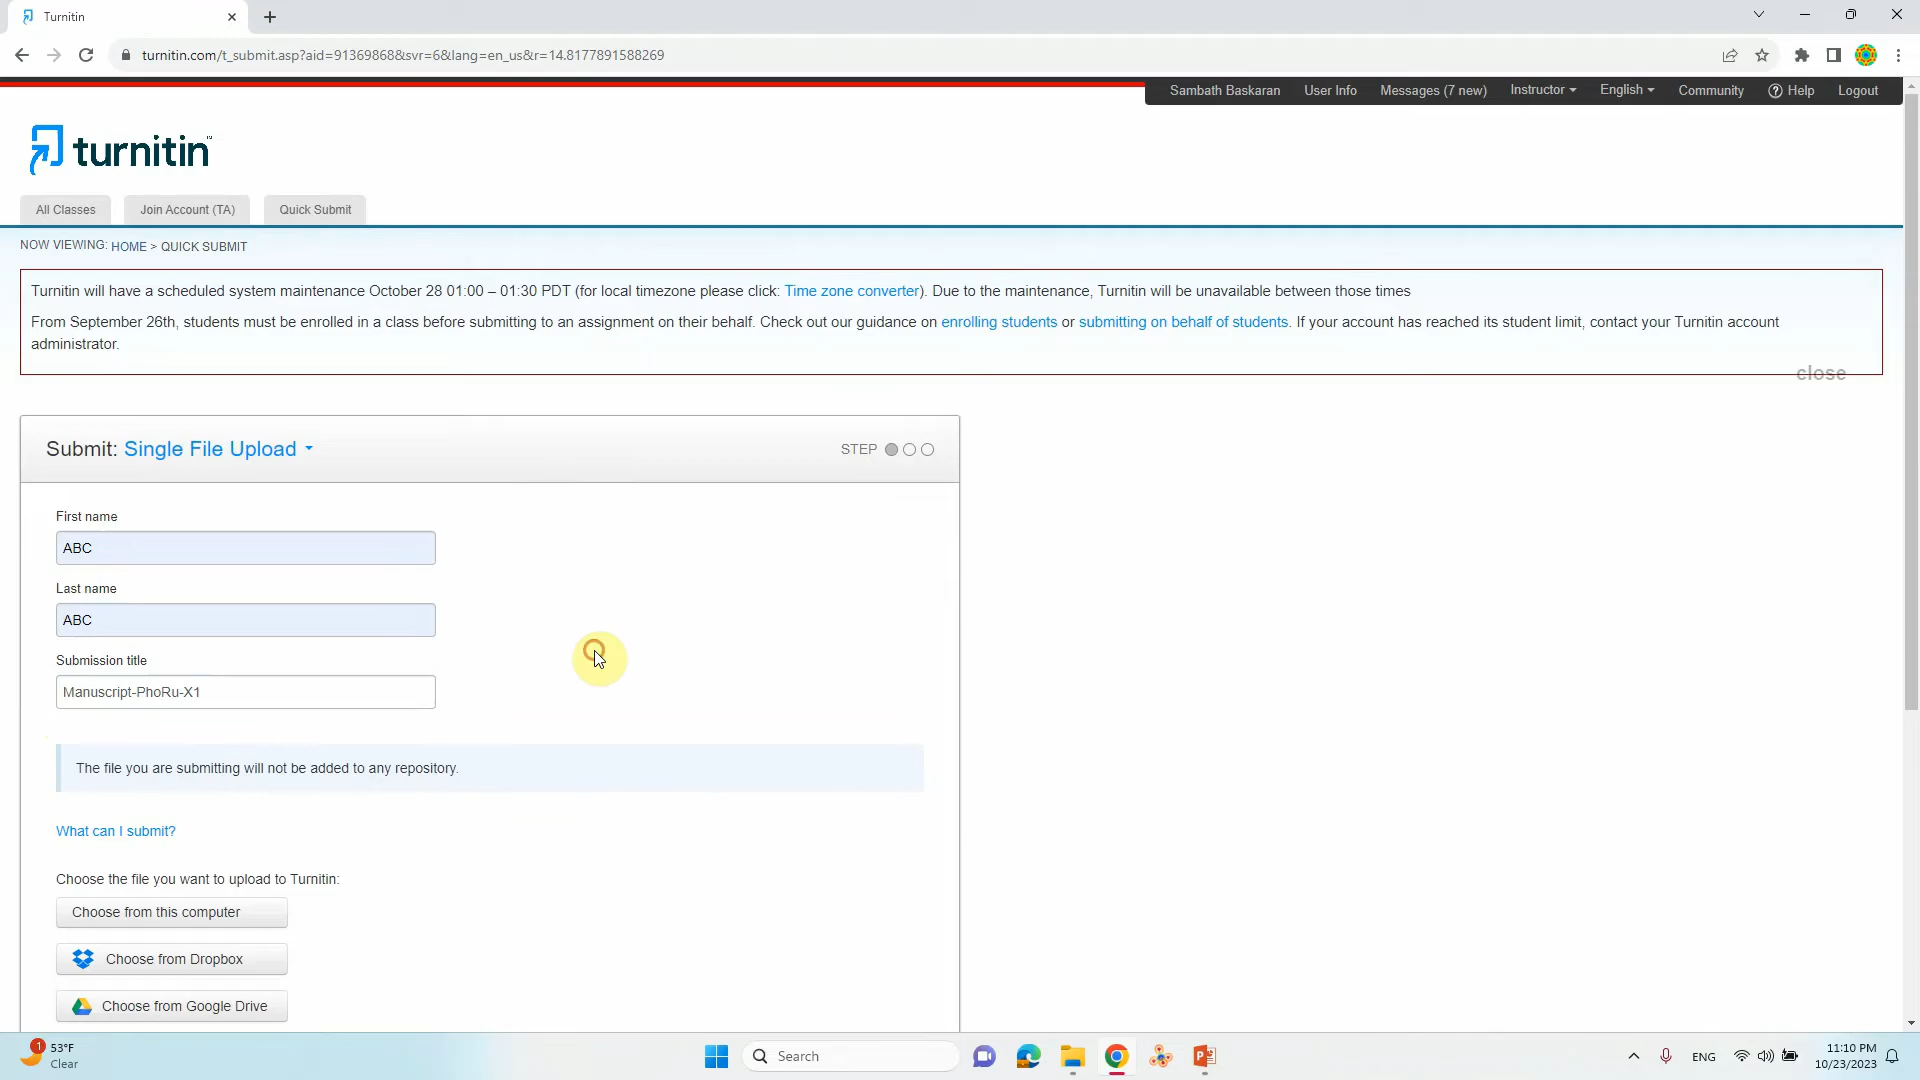 Turnitin
turnitin.com/t_submit.asp?aid=91369868&svr=6&lang=en_us&r=14.8177891588269
Sambath Baskaran User Info Messages (7 new) Instructor English Community Help Logout
turnitin
All Classes Join Account (TA) Quick Submit
NOW VIEWING: HOME > QUICK SUBMIT
Turnitin will have a scheduled system maintenance October 28 01:00 – 01:30 PDT (for local timezone please click: Time zone converter). Due to the maintenance, Turnitin will be unavailable between those times
From September 26th, students must be enrolled in a class before submitting to an assignment on their behalf. Check out our guidance on enrolling students or submitting on behalf of students. If your account has reached its student limit, contact your Turnitin account
administrator.
close
Submit: Single File Upload STEP
First name
ABC
Last name
ABC
Submission title
Manuscript-PhoRu-X1
The file you are submitting will not be added to any repository.
What can I submit?
Choose the file you want to upload to Turnitin:
Choose from this computer
Choose from Dropbox
Choose from Google Drive
1 53°F
Clear
Search
ENG
11:10 PM
10/23/2023